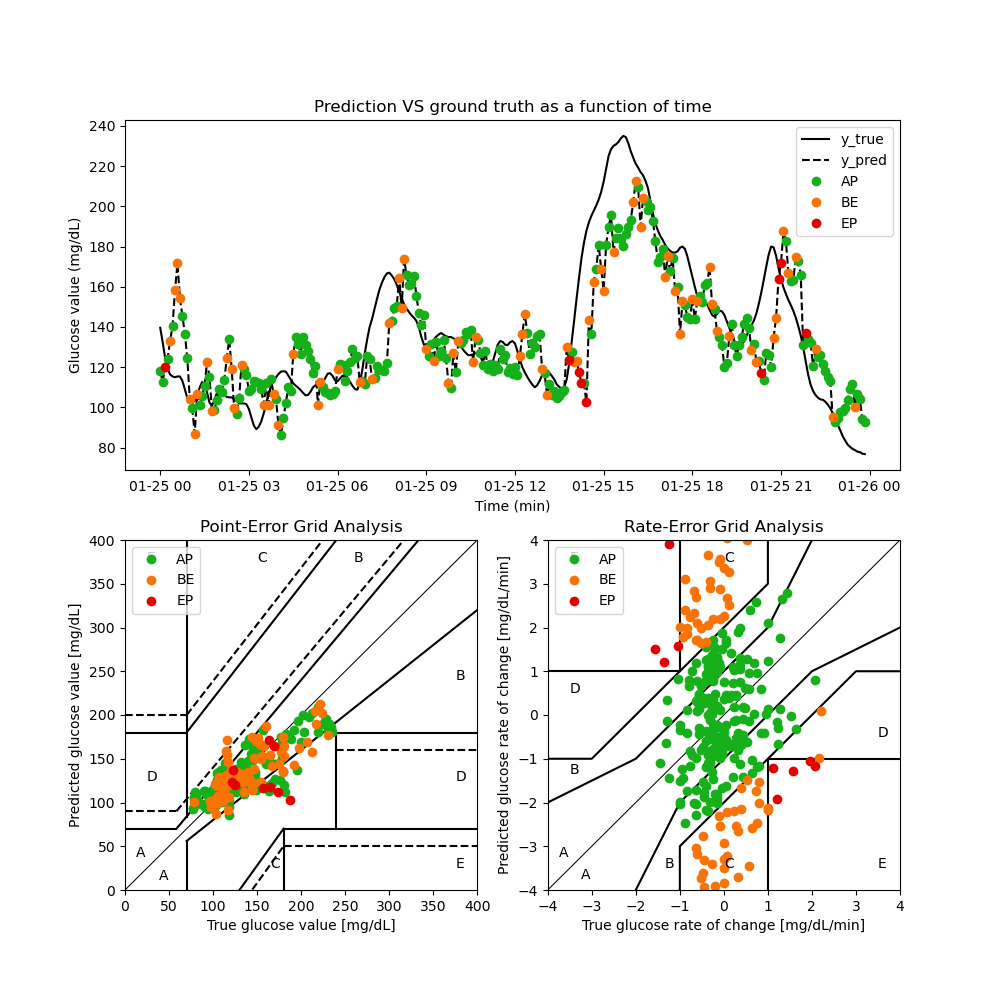 Prediction VS ground truth as a function of time
Glucose value (mg/dL)
240
220
200
180
160
140
120
100
80
y_true
y_pred
AP
BE
EP
01-25 00 01-25 03 01-25 06 01-25 09 01-25 12 01-25 15 01-25 18 01-25 21 01-26 00
Time (min)
Point-Error Grid Analysis
Predicted glucose value [mg/dL]
400
350
300
250
200
150
100
50
0
AP
BE
EP
C B
B
D D
A
A C E
0 50 100 150 200 250 300 350 400
True glucose value [mg/dL]
Rate-Error Grid Analysis
Predicted glucose rate of change [mg/dL/min]
4
3
2
1
0
−1
−2
−3
−4
AP
BE
EP
C
D
D
B
A
A B C E
−4 −3 −2 −1 0 1 2 3 4
True glucose rate of change [mg/dL/min]